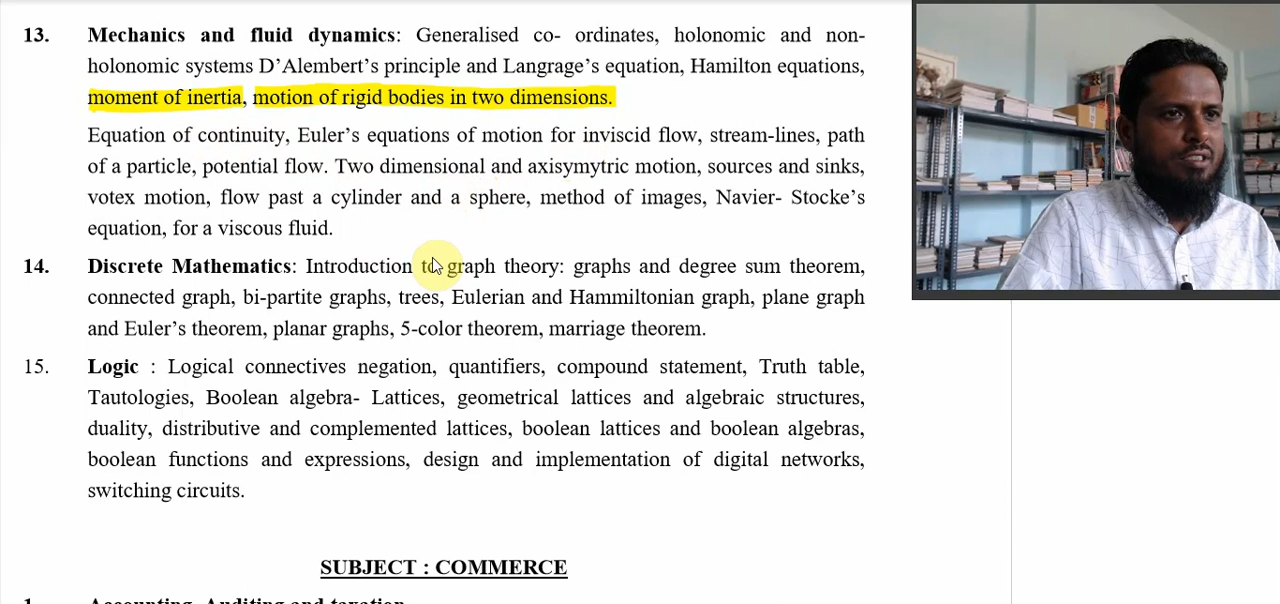 13. Mechanics and fluid dynamics: Generalised co- ordinates, holonomic and non-
holonomic systems D’Alembert’s principle and Langrage’s equation, Hamilton equations,
moment of inertia, motion of rigid bodies in two dimensions.
Equation of continuity, Euler’s equations of motion for inviscid flow, stream-lines, path
of a particle, potential flow. Two dimensional and axisymytric motion, sources and sinks,
votex motion, flow past a cylinder and a sphere, method of images, Navier- Stocke’s
equation, for a viscous fluid.
14. Discrete Mathematics: Introduction to graph theory: graphs and degree sum theorem,
connected graph, bi-partite graphs, trees, Eulerian and Hammiltonian graph, plane graph
and Euler’s theorem, planar graphs, 5-color theorem, marriage theorem.
15. Logic : Logical connectives negation, quantifiers, compound statement, Truth table,
Tautologies, Boolean algebra- Lattices, geometrical lattices and algebraic structures,
duality, distributive and complemented lattices, boolean lattices and boolean algebras,
boolean functions and expressions, design and implementation of digital networks,
switching circuits.
SUBJECT : COMMERCE
1. Accounting, Auditing and taxation